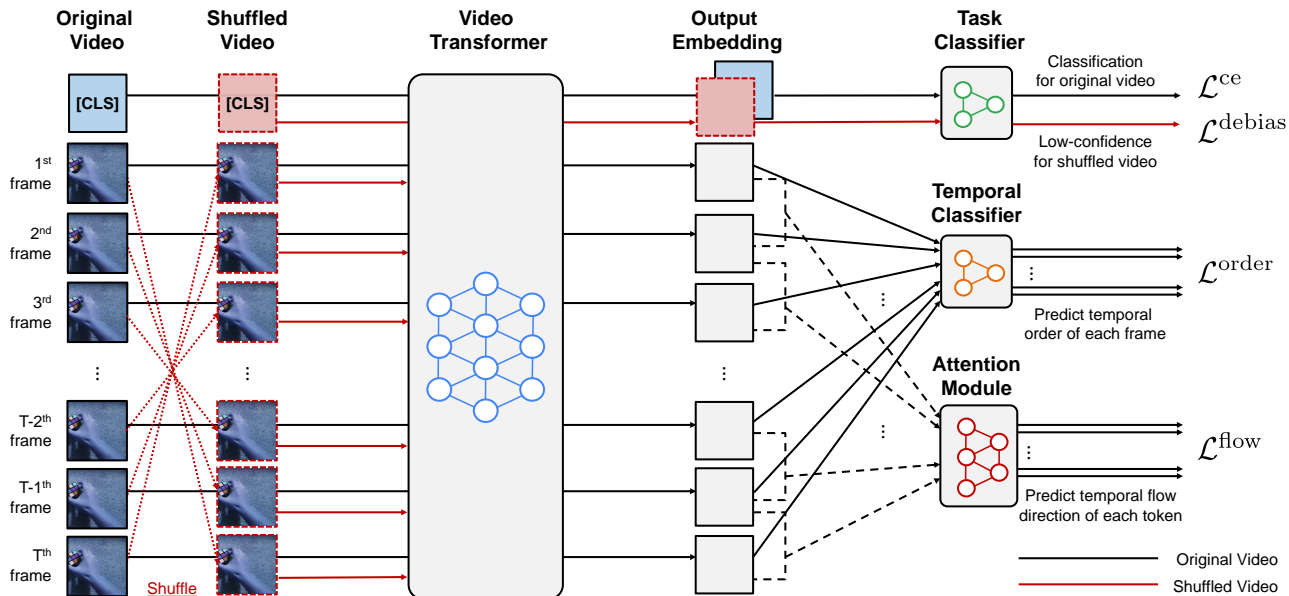 Original
Video
Shuffled
Video
Video
Transformer
Output
Embedding
Task
Classifier
[CLS]
[CLS]
Classification
for original video
ℒ^ce
ℒ^debias
Low-confidence
for shuffled video
1st
frame
2nd
frame
3rd
frame
⋮
T-2th
frame
T-1th
frame
Tth
frame
Shuffle
⋮
⋮
⋮
⋮
Temporal
Classifier
⋮
ℒ^order
Predict temporal
order of each frame
Attention
Module
⋮
ℒ^flow
Predict temporal flow
direction of each token
Original Video
Shuffled Video